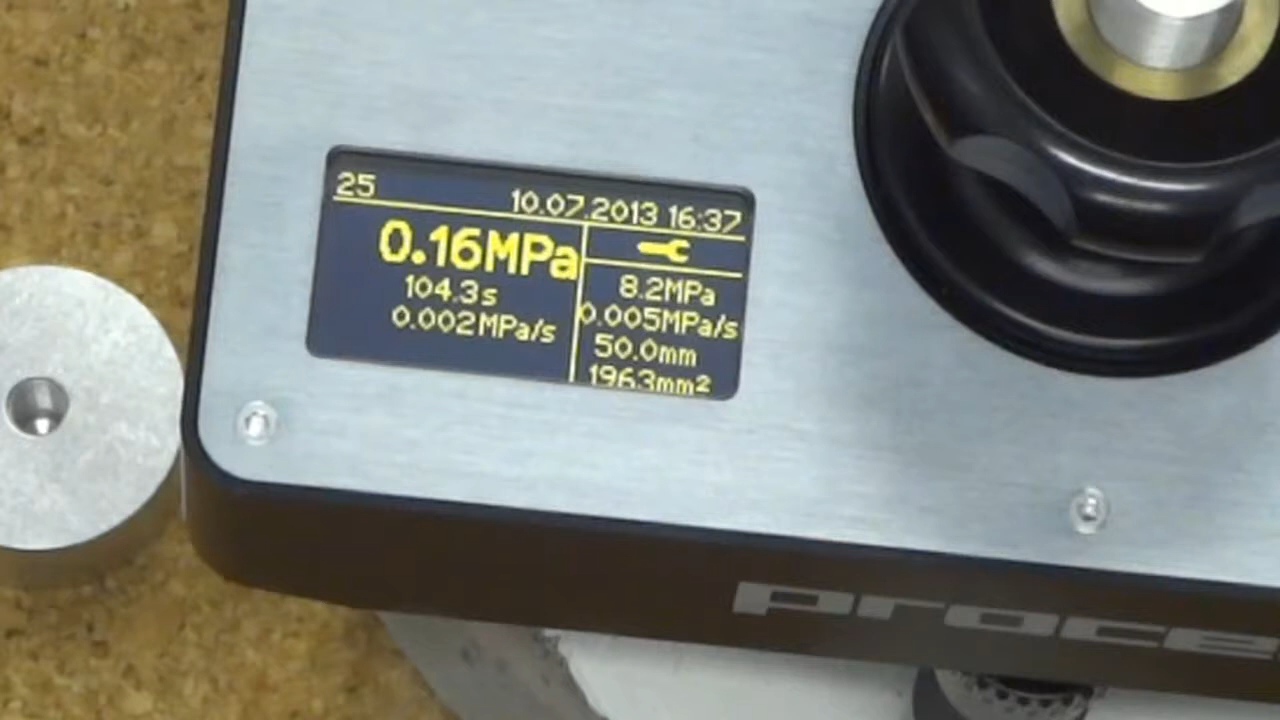 25
10.07.2013 16:37
0.16MPa
104.3s
0.002MPa/s
8.2MPa
0.005MPa/s
50.0mm
1963mm²
proce